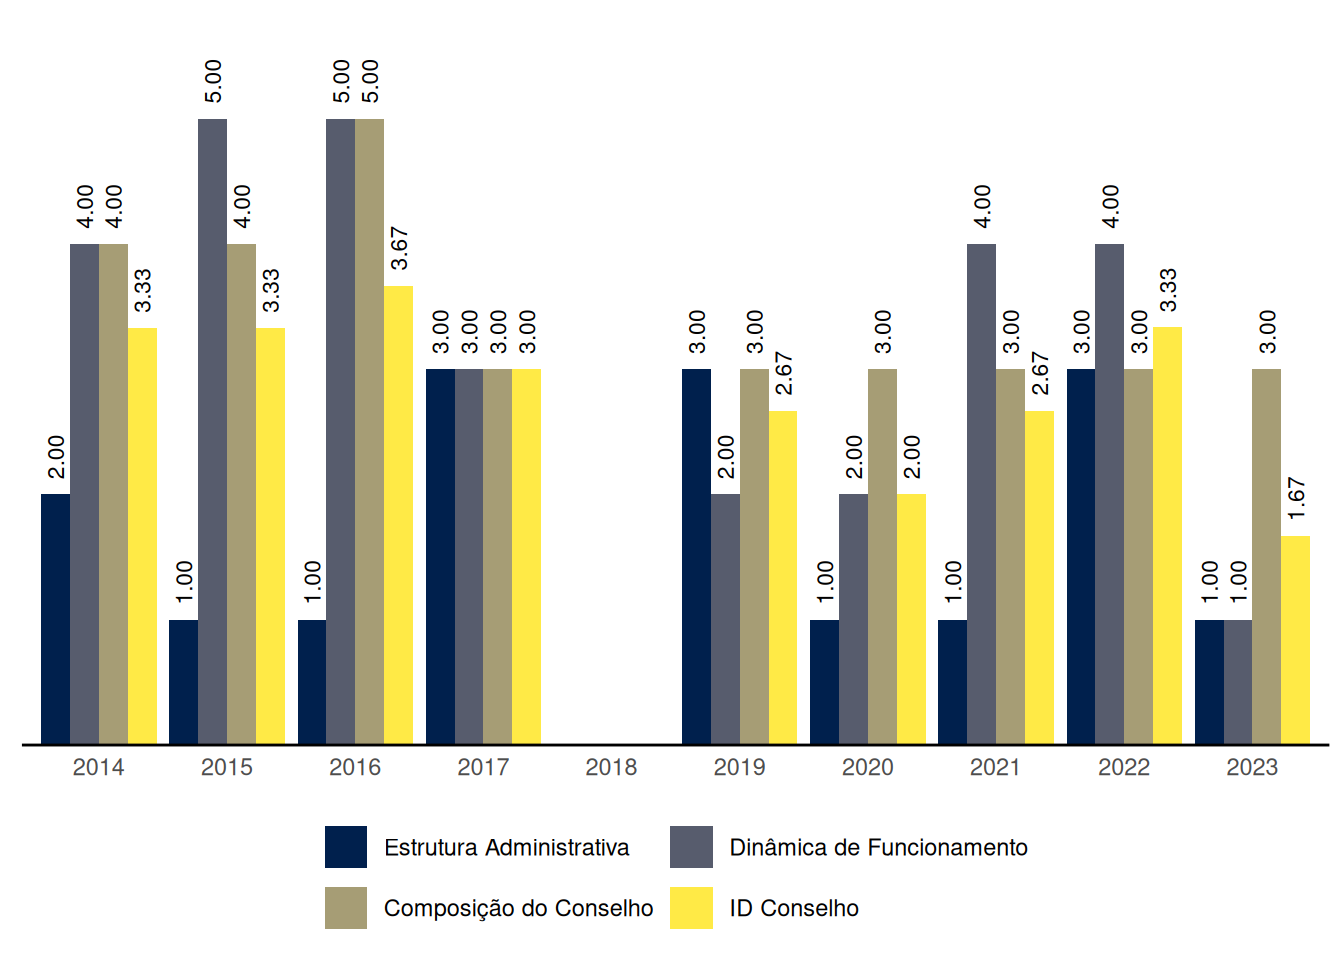 2.00 4.00 4.00 3.33
1.00 5.00 4.00 3.33
1.00 5.00 5.00 3.67
3.00 3.00 3.00 3.00
3.00 2.00 3.00 2.67
1.00 2.00 3.00 2.00
1.00 4.00 3.00 2.67
3.00 4.00 3.00 3.33
1.00 1.00 3.00 1.67
2014 2015 2016 2017 2018 2019 2020 2021 2022 2023
Estrutura Administrativa Dinâmica de Funcionamento
Composição do Conselho ID Conselho